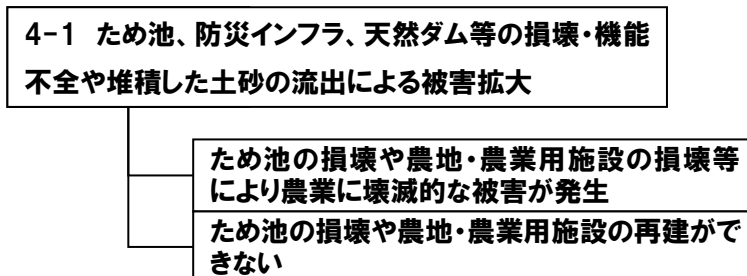 4-1 ため池、防災インフラ、天然ダム等の損壊・機能
不全や堆積した土砂の流出による被害拡大
ため池の損壊や農地・農業用施設の損壊等
により農業に壊滅的な被害が発生
ため池の損壊や農地・農業用施設の再建がで
きない